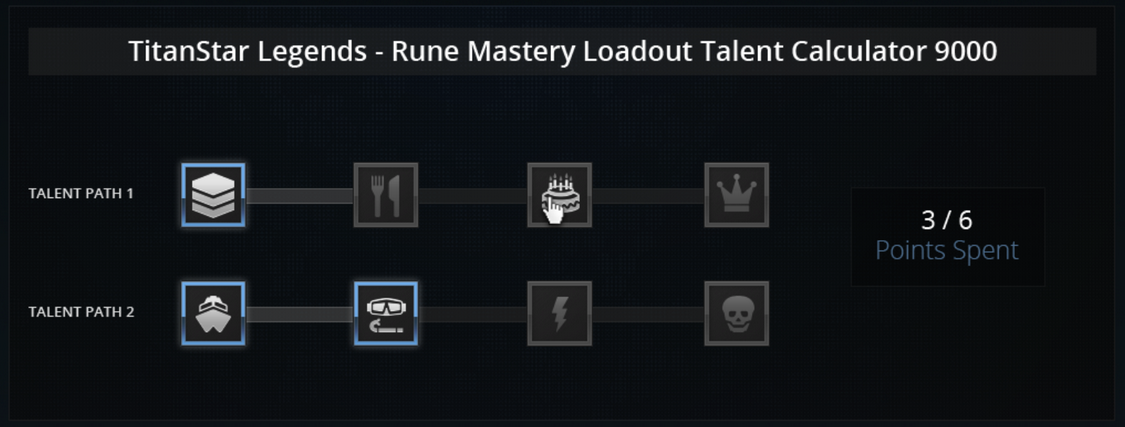 TitanStar Legends - Rune Mastery Loadout Talent Calculator 9000
TALENT PATH 1
3 / 6
Points Spent
TALENT PATH 2